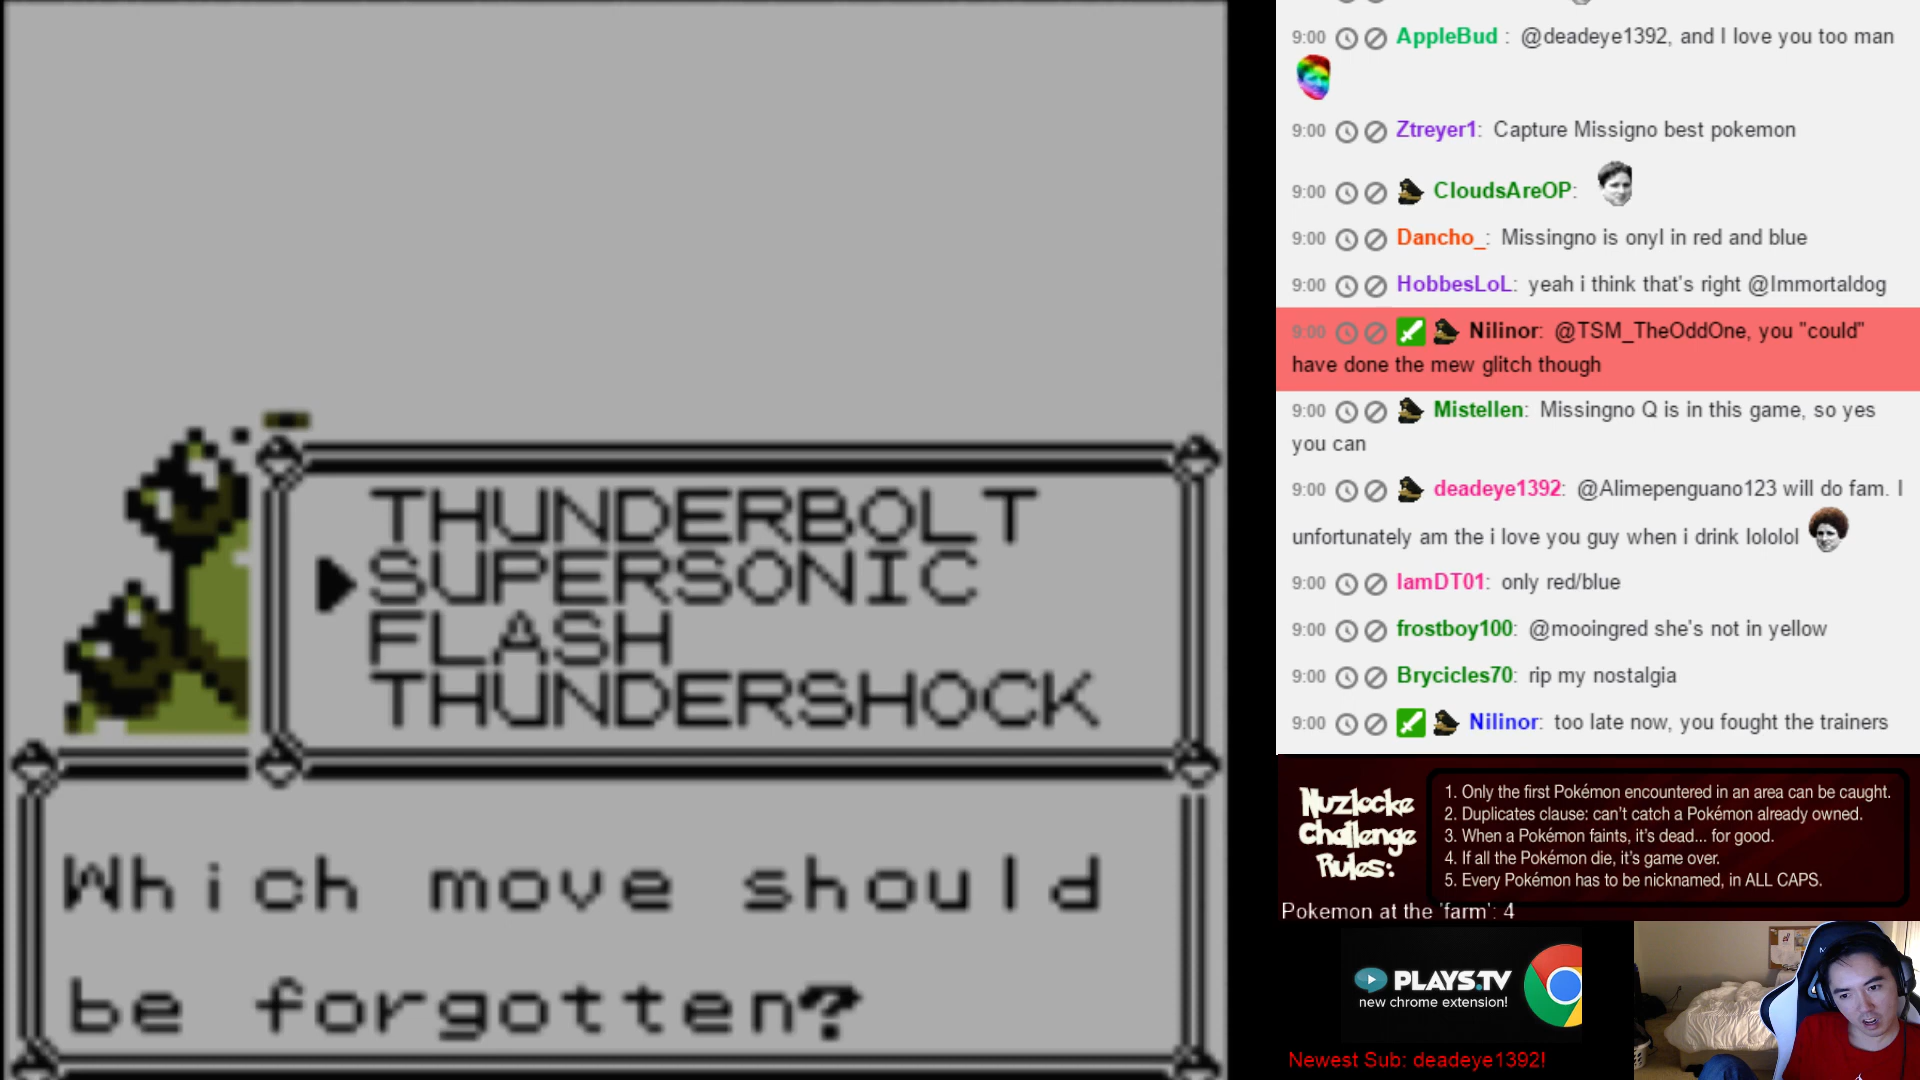 THUNDERBOLT
SUPERSONIC
FLASH
THUNDERSHOCK
Which move should
be forgotten?
9:00 AppleBud : @deadeye1392, and I love you too man
9:00 Ztreyer1: Capture Missigno best pokemon
9:00 CloudsAreOP:
9:00 Dancho_: Missingno is onyl in red and blue
9:00 HobbesLoL: yeah i think that's right @Immortaldog
9:00 Nilinor: @TSM_TheOddOne, you "could"
have done the mew glitch though
9:00 Mistellen: Missingno Q is in this game, so yes
you can
9:00 deadeye1392: @Alimepenguano123 will do fam. I
unfortunately am the i love you guy when i drink lololol
9:00 IamDT01: only red/blue
9:00 frostboy100: @mooingred she's not in yellow
9:00 Brycicles70: rip my nostalgia
9:00 Nilinor: too late now, you fought the trainers
Nuzlocke
Challenge
Rules:
1. Only the first Pokémon encountered in an area can be caught.
2. Duplicates clause: can't catch a Pokémon already owned.
3. When a Pokémon faints, it's dead... for good.
4. If all the Pokémon die, it's game over.
5. Every Pokémon has to be nicknamed, in ALL CAPS.
Pokemon at the 'farm': 4
PLAYS.TV
new chrome extension!
Newest Sub: deadeye1392!